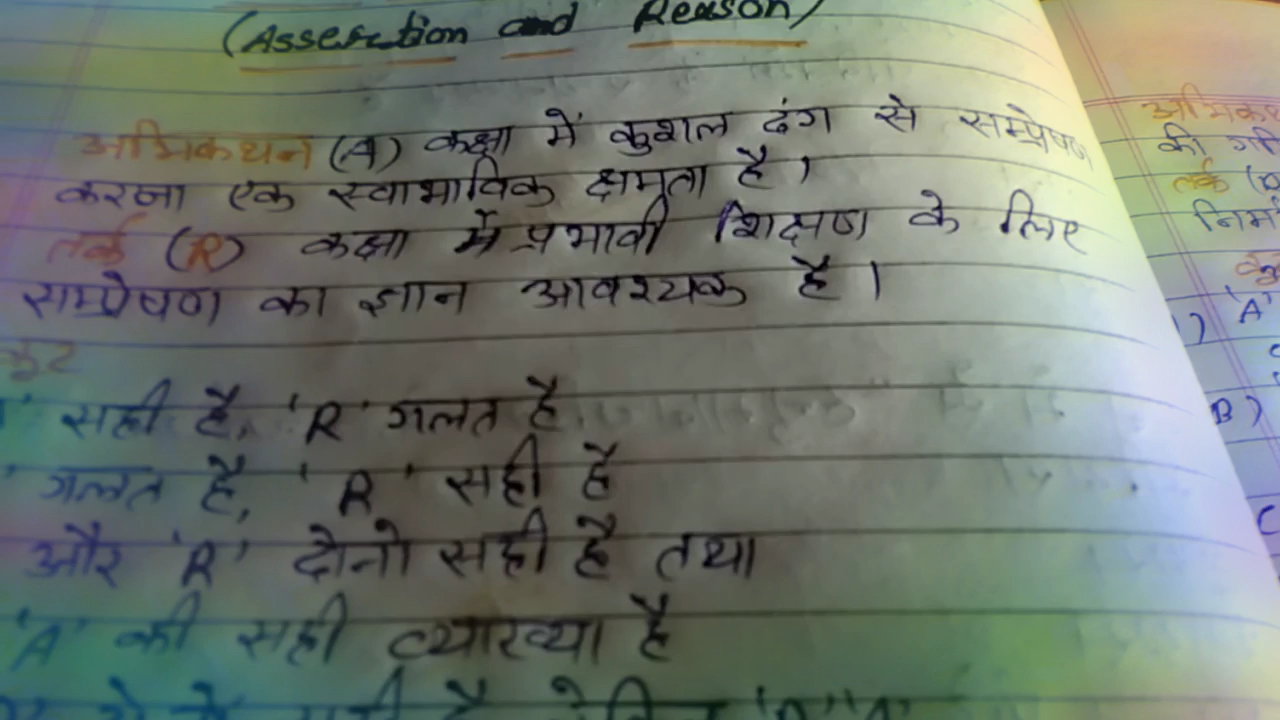 (Assertion and Reason)
अभिकथन (A) कक्षा में कुशल ढंग से सम्प्रेषण
करना एक स्वाभाविक क्षमता है।
तर्क (R) कक्षा में प्रभावी शिक्षण के लिए
सम्प्रेषण का ज्ञान आवश्यक है।
कूट
सही है, 'R' गलत है
गलत है, 'R' सही है
और 'R' दोनो सही है तथा
'A' की सही व्याख्या है
की
तर्क
'A'
B)
C